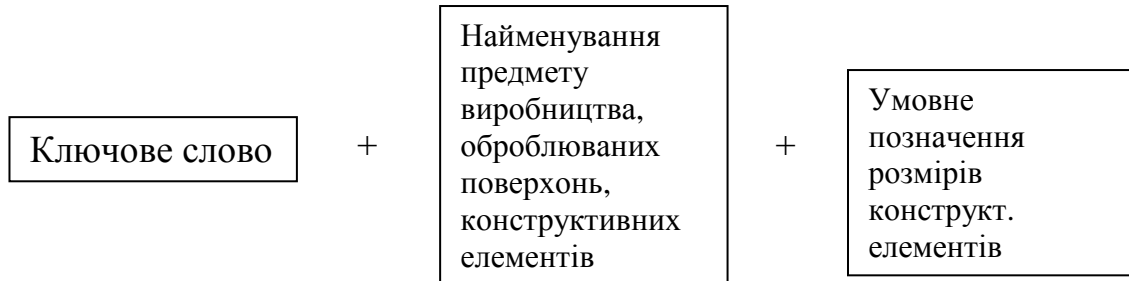 Ключове слово
+
Найменування
предмету
виробництва,
оброблюваних
поверхонь,
конструктивних
елементів
+
Умовне
позначення
розмірів
конструкт.
елементів